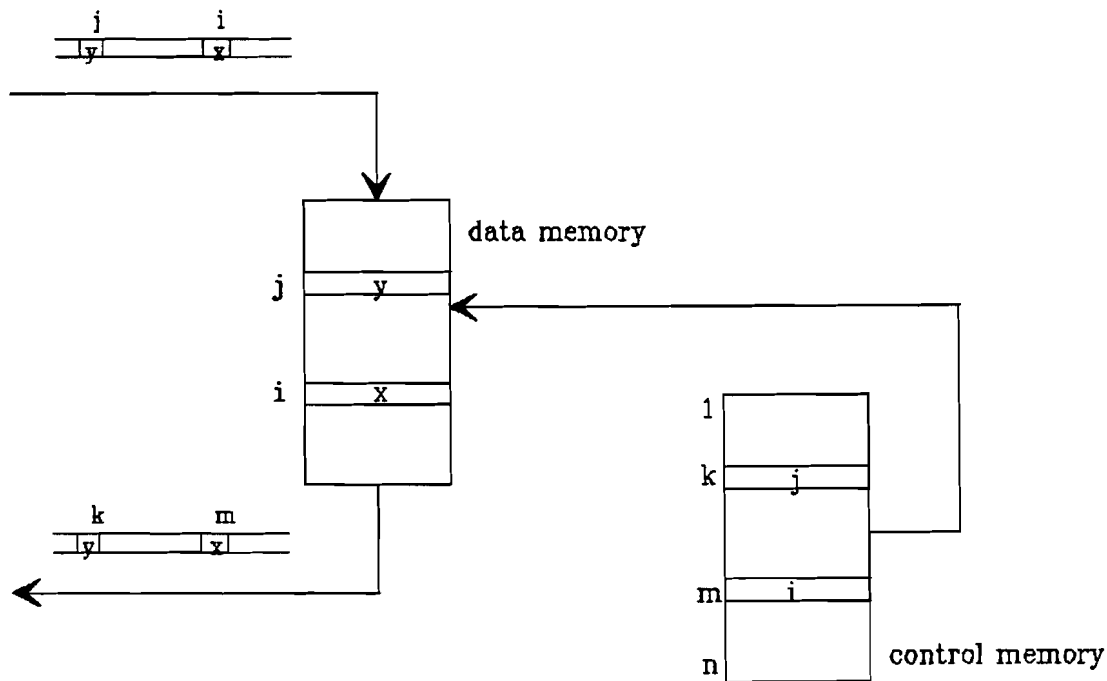 j i
y x
data memory
j y
i x
1
k j
k m
y x
m i
n
control memory